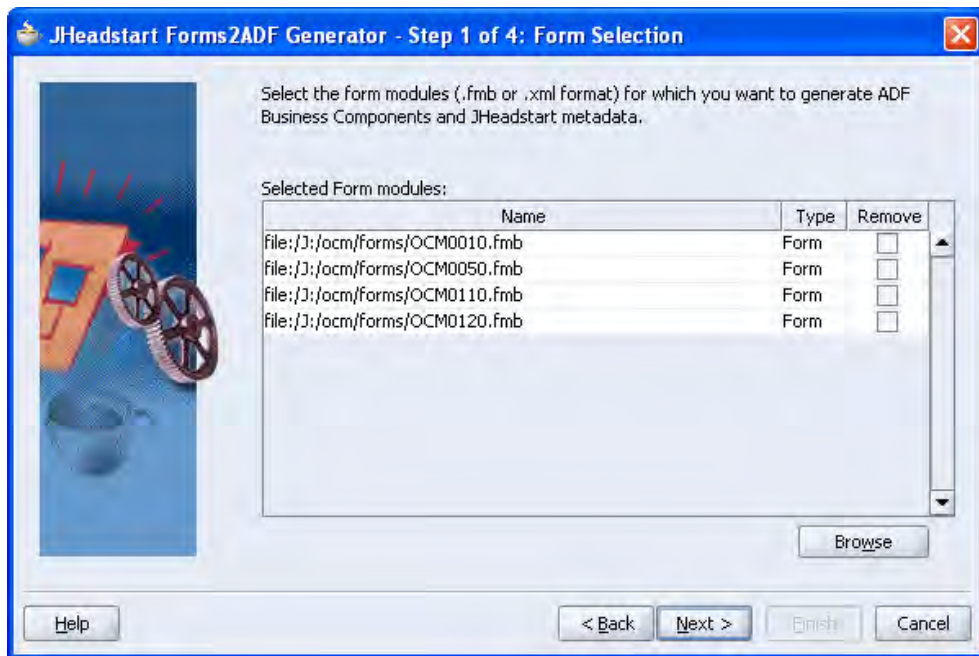 JHeadstart Forms2ADF Generator - Step 1 of 4: Form Selection
Select the form modules (.fmb or .xml format) for which you want to generate ADF
Business Components and JHeadstart metadata.
Selected Form modules:
Name Type Remove
file:/J:/ocm/forms/OCM0010.fmb Form
file:/J:/ocm/forms/OCM0050.fmb Form
file:/J:/ocm/forms/OCM0110.fmb Form
file:/J:/ocm/forms/OCM0120.fmb Form
Browse
Help < Back Next > Finish Cancel